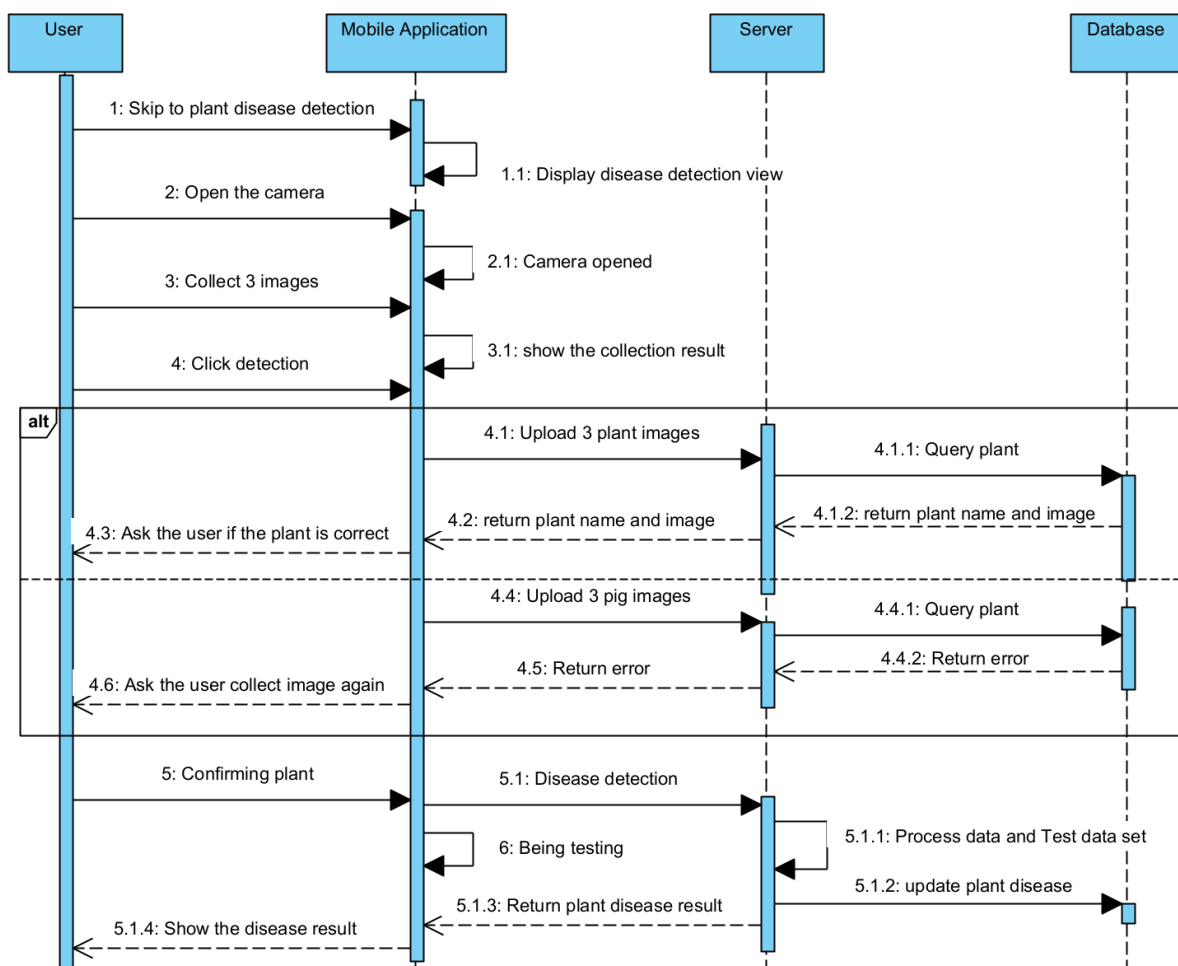 User
Mobile Application
Server
Database
1: Skip to plant disease detection
1.1: Display disease detection view
2: Open the camera
2.1: Camera opened
3: Collect 3 images
3.1: show the collection result
4: Click detection
alt
4.1: Upload 3 plant images
4.1.1: Query plant
4.1.2: return plant name and image
4.2: return plant name and image
4.3: Ask the user if the plant is correct
4.4: Upload 3 pig images
4.4.1: Query plant
4.4.2: Return error
4.5: Return error
4.6: Ask the user collect image again
5: Confirming plant
5.1: Disease detection
5.1.1: Process data and Test data set
6: Being testing
5.1.2: update plant disease
5.1.3: Return plant disease result
5.1.4: Show the disease result